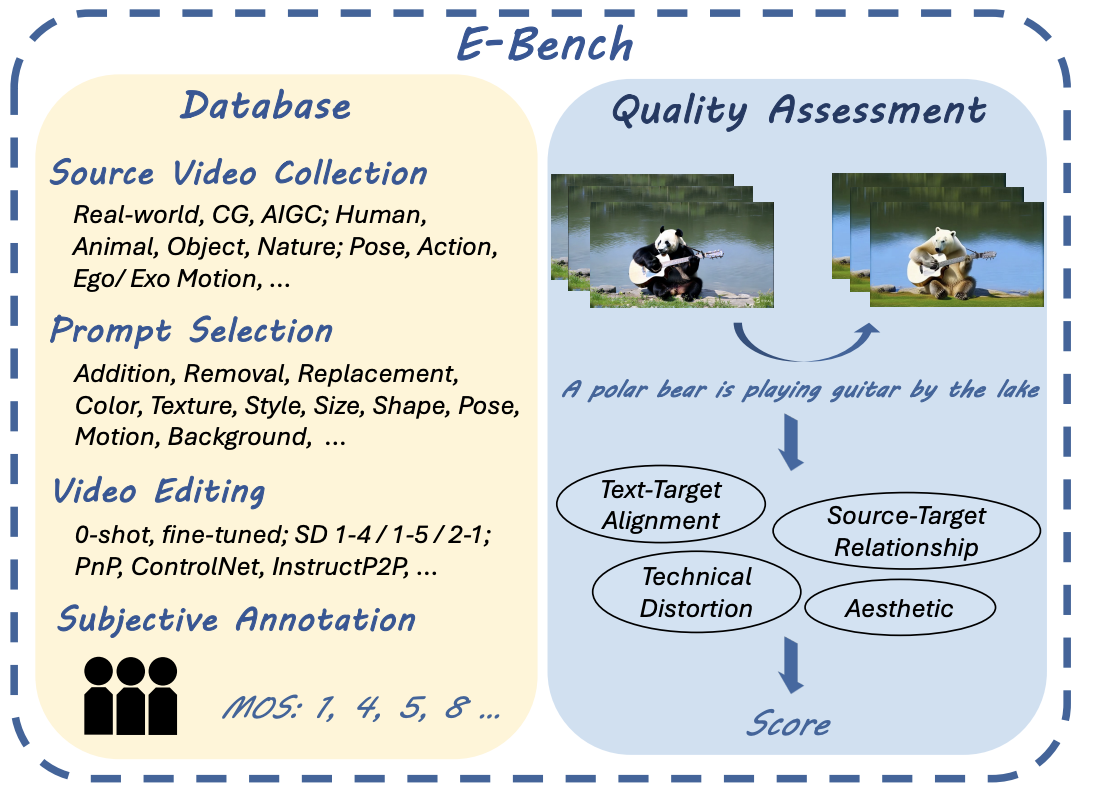 E-Bench
Database
Source Video Collection
Real-world, CG, AIGC; Human,
Animal, Object, Nature; Pose, Action,
Ego/ Exo Motion, ...
Prompt Selection
Addition, Removal, Replacement,
Color, Texture, Style, Size, Shape, Pose,
Motion, Background, ...
Video Editing
0-shot, fine-tuned; SD 1-4 / 1-5 / 2-1;
PnP, ControlNet, InstructP2P, ...
Subjective Annotation
MOS: 1, 4, 5, 8 ...
Quality Assessment
A polar bear is playing guitar by the lake
Text-Target
Alignment
Source-Target
Relationship
Technical
Distortion
Aesthetic
Score